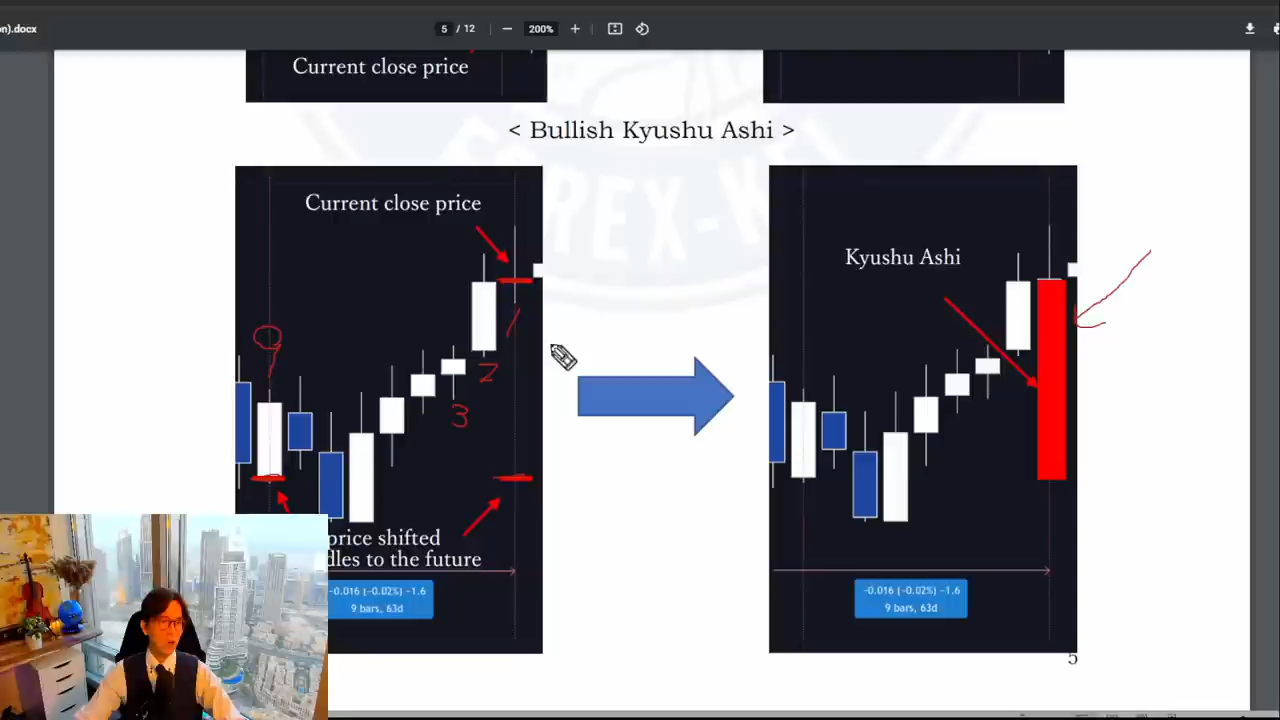 n).docx
5 / 12
200%
Current close price
< Bullish Kyushu Ashi >
REX-K
Current close price
9
1
2
3
price shifted
dles to the future
-0.016 (-0.02%) -1.6
9 bars, 63d
Kyushu Ashi
-0.016 (-0.02%) -1.6
9 bars, 63d
5